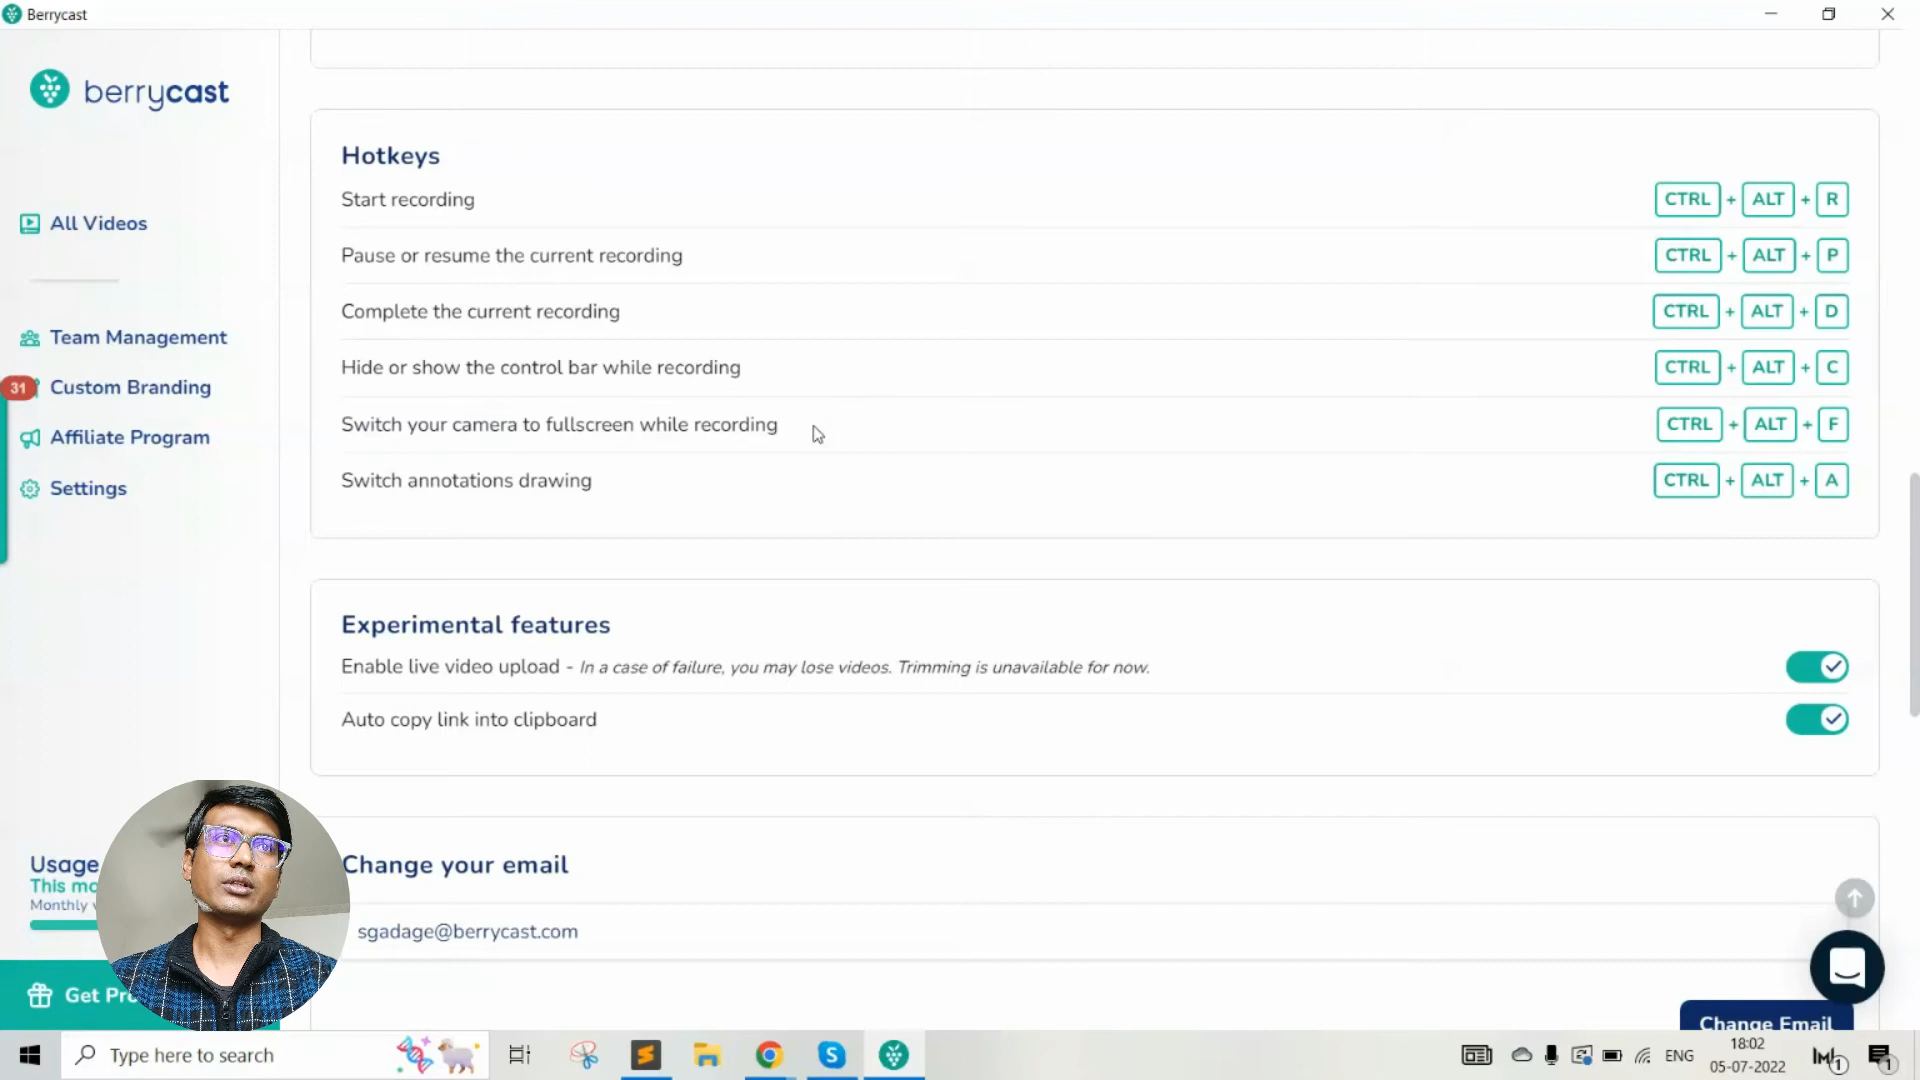 Berrycast
berrycast
All Videos
Team Management
31
Custom Branding
Affiliate Program
Settings
Usage
This mo
Monthly
Get Pro
Hotkeys
Start recording CTRL + ALT + R
Pause or resume the current recording CTRL + ALT + P
Complete the current recording CTRL + ALT + D
Hide or show the control bar while recording CTRL + ALT + C
Switch your camera to fullscreen while recording CTRL + ALT + F
Switch annotations drawing CTRL + ALT + A
Experimental features
Enable live video upload - In a case of failure, you may lose videos. Trimming is unavailable for now.
Auto copy link into clipboard
Change your email
sgadage@berrycast.com
Change Email
Type here to search
ENG
18:02
05-07-2022
1
1